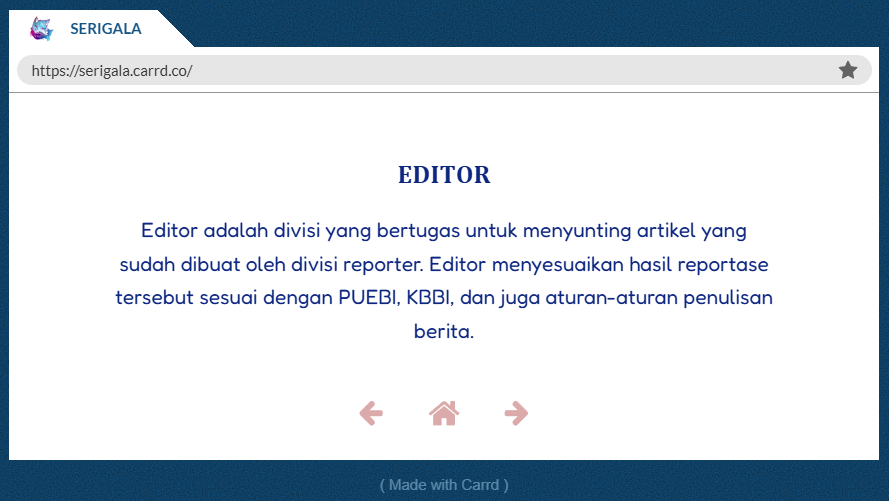 SERIGALA
https://serigala.carrd.co/
EDITOR
Editor adalah divisi yang bertugas untuk menyunting artikel yang
sudah dibuat oleh divisi reporter. Editor menyesuaikan hasil reportase
tersebut sesuai dengan PUEBI, KBBI, dan juga aturan-aturan penulisan
berita.
( Made with Carrd )